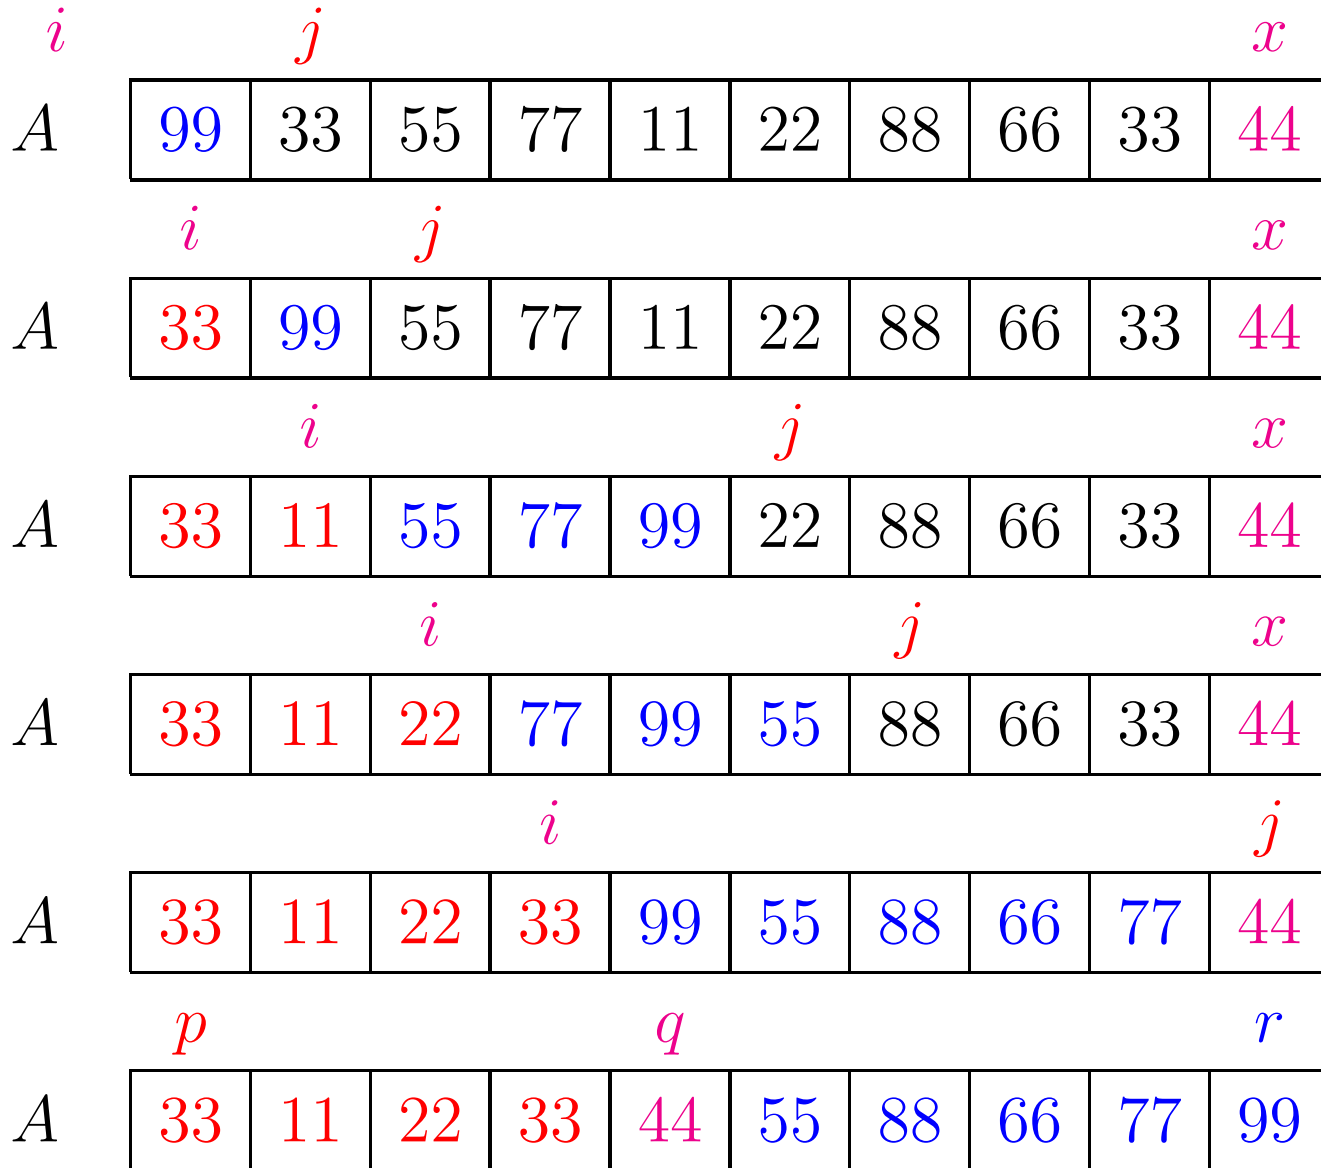 i j x
A 99 33 55 77 11 22 88 66 33 44
i j x
A 33 99 55 77 11 22 88 66 33 44
i j x
A 33 11 55 77 99 22 88 66 33 44
i j x
A 33 11 22 77 99 55 88 66 33 44
i j
A 33 11 22 33 99 55 88 66 77 44
p q r
A 33 11 22 33 44 55 88 66 77 99